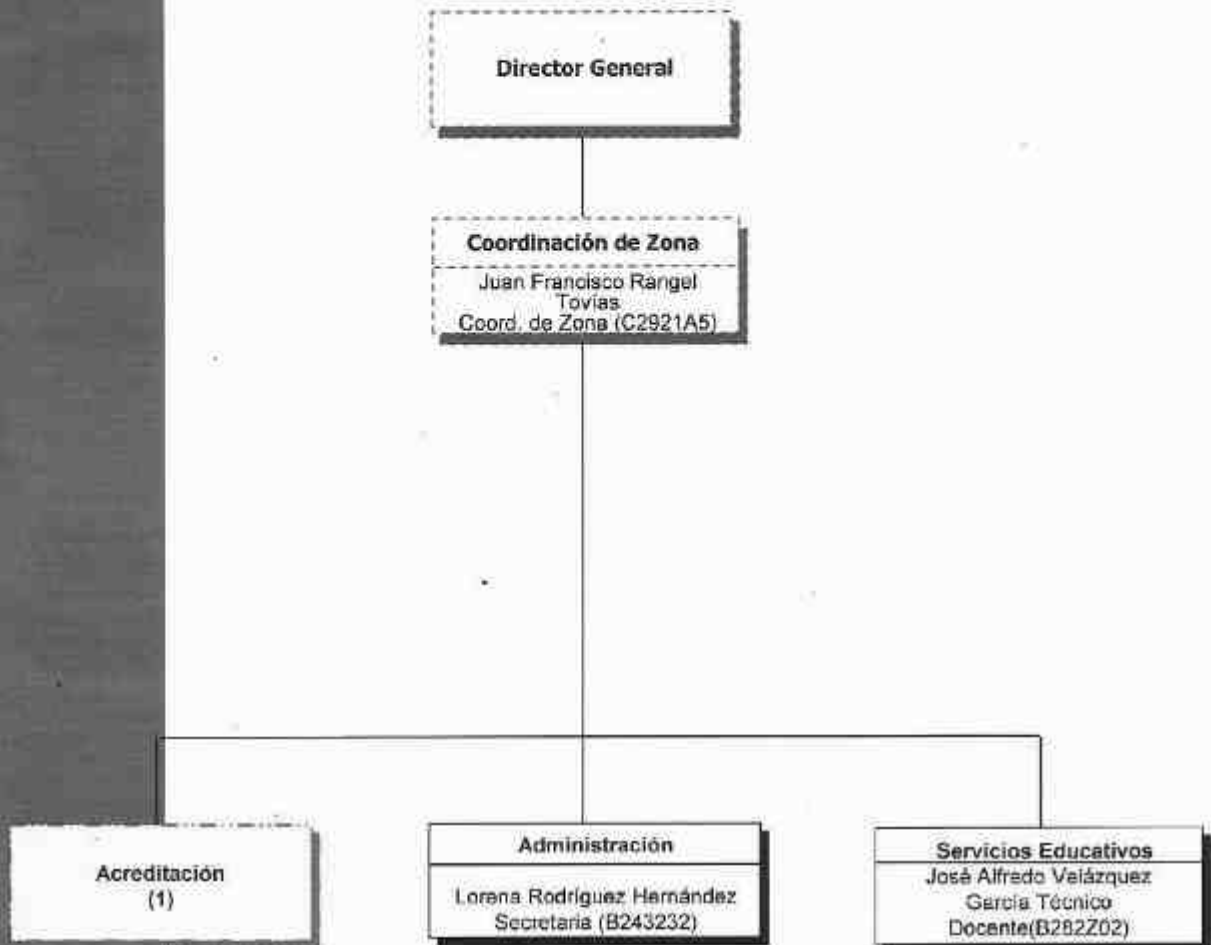 Director General
Coordinación de Zona
Juan Francisco Rangel
Tovías
Coord. de Zona (C2921A5)
Acreditación
(1)
Administración
Lorena Rodríguez Hernández
Secretaria (B243232)
Servicios Educativos
José Alfredo Velázquez
García Técnico
Docente(B282Z02)